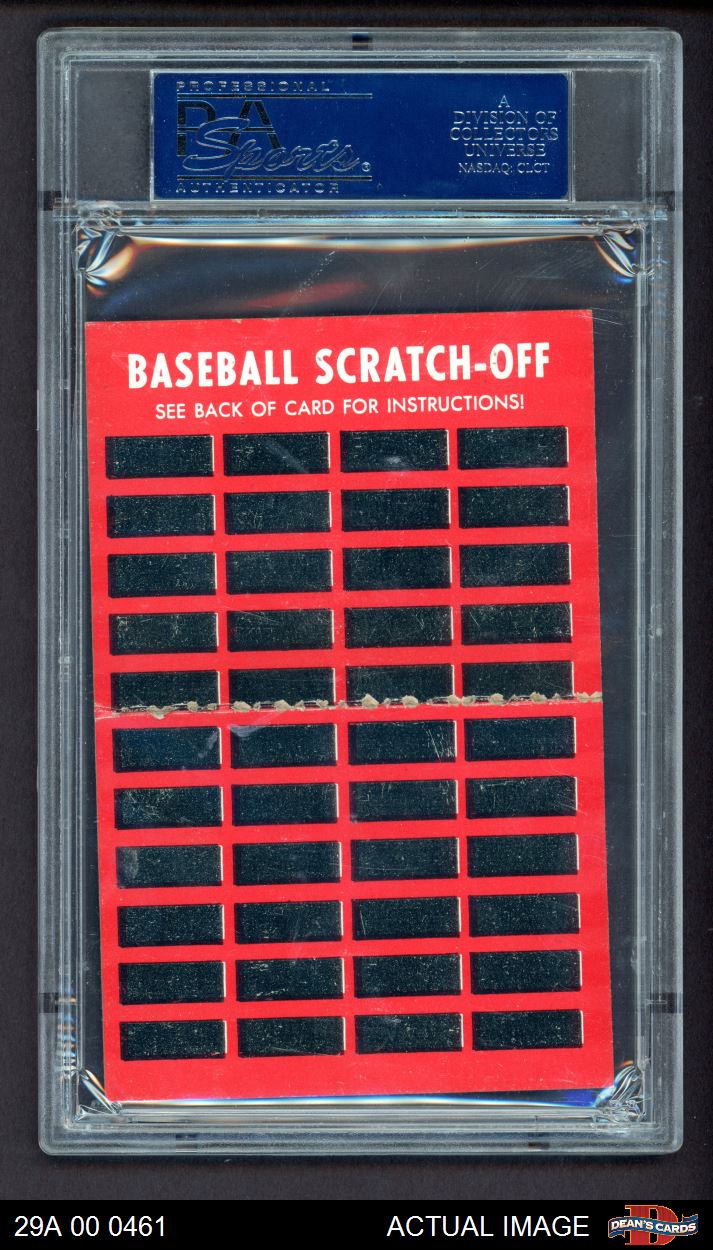 PROFESSIONAL
PSA
Sports®
AUTHENTICATOR
A
DIVISION OF
COLLECTORS
UNIVERSE
NASDAQ: CLCT
BASEBALL SCRATCH-OFF
SEE BACK OF CARD FOR INSTRUCTIONS!
29A 00 0461
ACTUAL IMAGE
D
DEAN'S CARDS